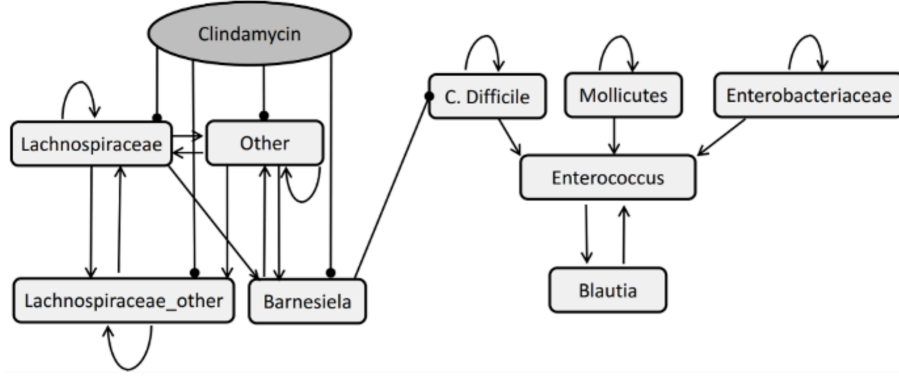 Clindamycin
C. Difficile
Mollicutes
Enterobacteriaceae
Lachnospiraceae
Other
Enterococcus
Lachnospiraceae_other
Barnesiela
Blautia